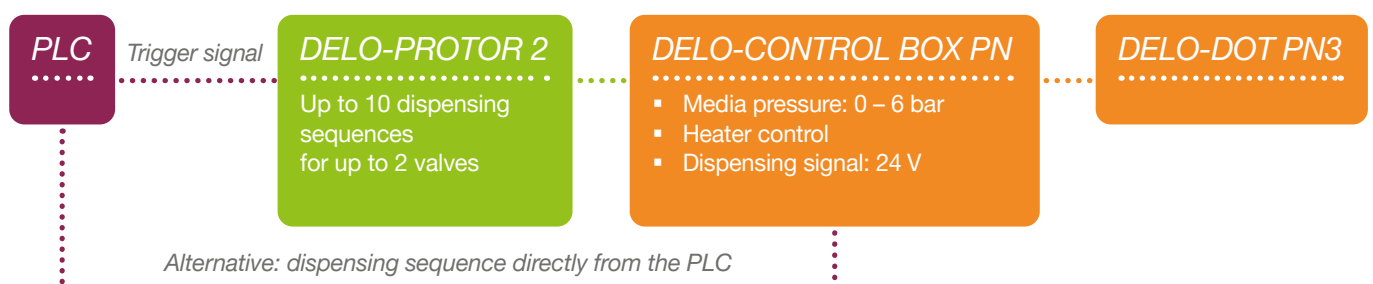 PLC
Trigger signal
DELO-PROTOR 2
Up to 10 dispensing
sequences
for up to 2 valves
DELO-CONTROL BOX PN
▪ Media pressure: 0 – 6 bar
▪ Heater control
▪ Dispensing signal: 24 V
DELO-DOT PN3
Alternative: dispensing sequence directly from the PLC